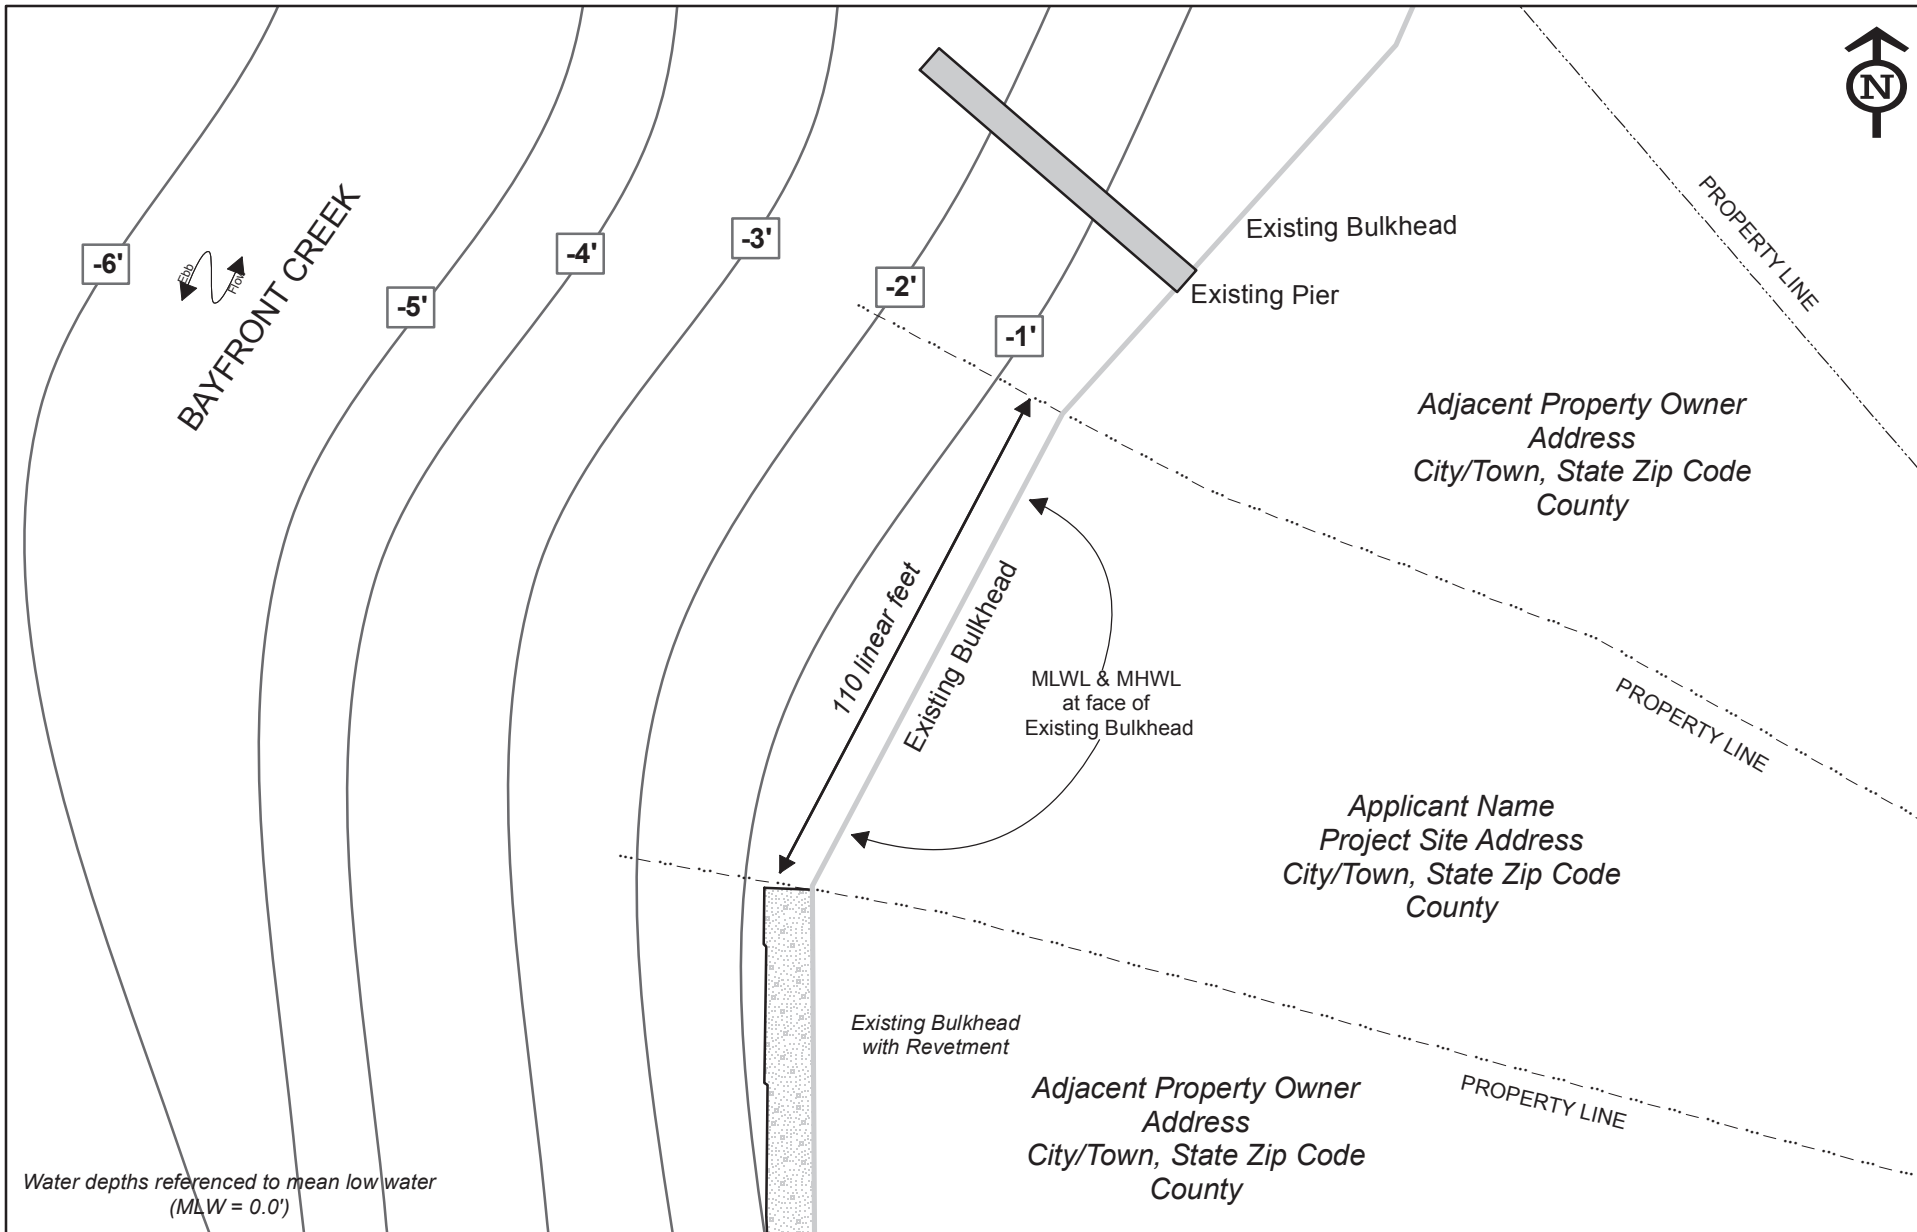 N
PROPERTY LINE
-6'
Ebb
Flow
BAYFRONT CREEK
-5'
-4'
-3'
-2'
-1'
Existing Bulkhead
Existing Pier
Adjacent Property Owner
Address
City/Town, State Zip Code
County
110 linear feet
Existing Bulkhead
MLWL & MHWL
at face of
Existing Bulkhead
PROPERTY LINE
Applicant Name
Project Site Address
City/Town, State Zip Code
County
Existing Bulkhead
with Revetment
Adjacent Property Owner
Address
City/Town, State Zip Code
County
PROPERTY LINE
Water depths referenced to mean low water
(MLW = 0.0')